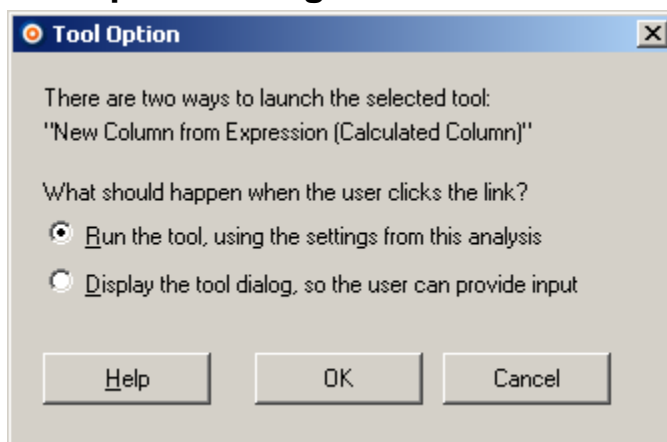 Tool Option
There are two ways to launch the selected tool:
"New Column from Expression (Calculated Column)"
What should happen when the user clicks the link?
Run the tool, using the settings from this analysis
Display the tool dialog, so the user can provide input
Help OK Cancel